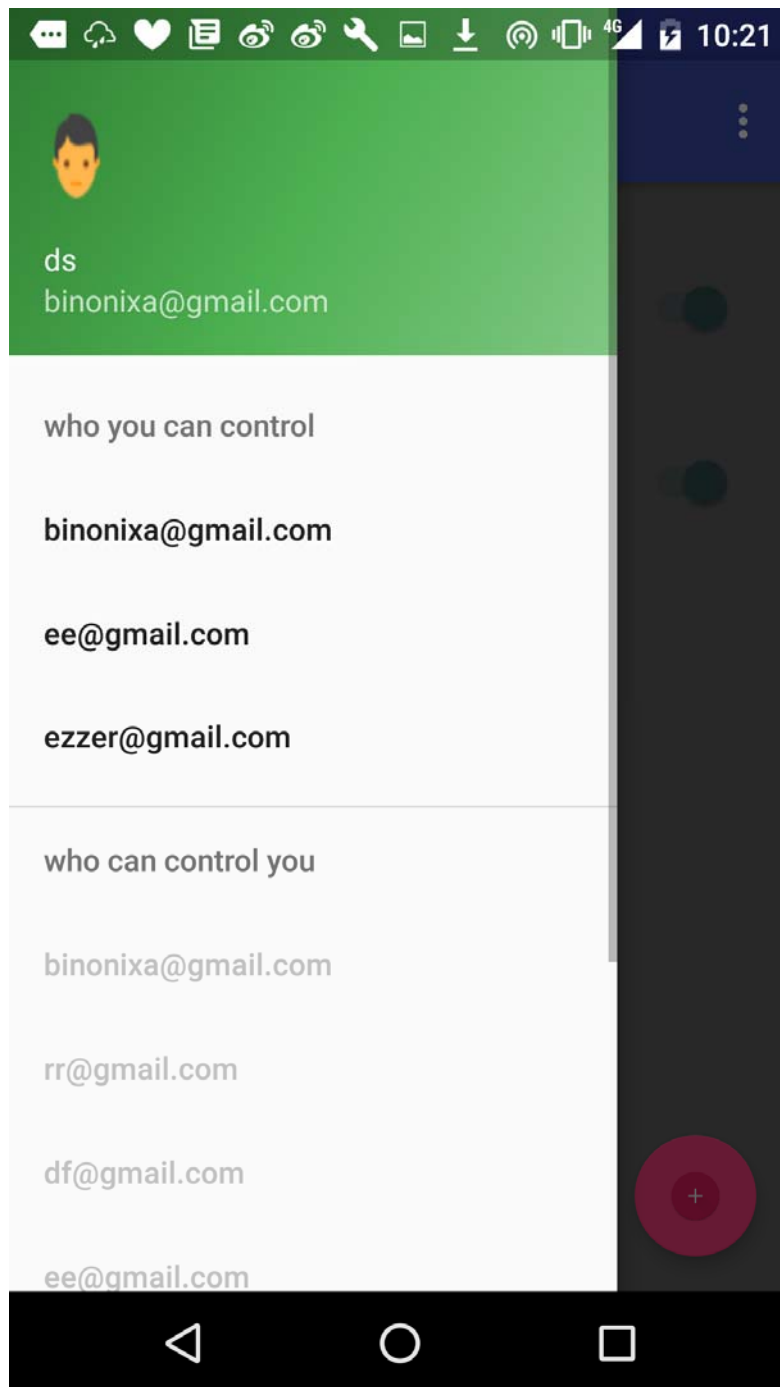 4G 10:21
ds
binonixa@gmail.com
who you can control
binonixa@gmail.com
ee@gmail.com
ezzer@gmail.com
who can control you
binonixa@gmail.com
rr@gmail.com
df@gmail.com
ee@gmail.com